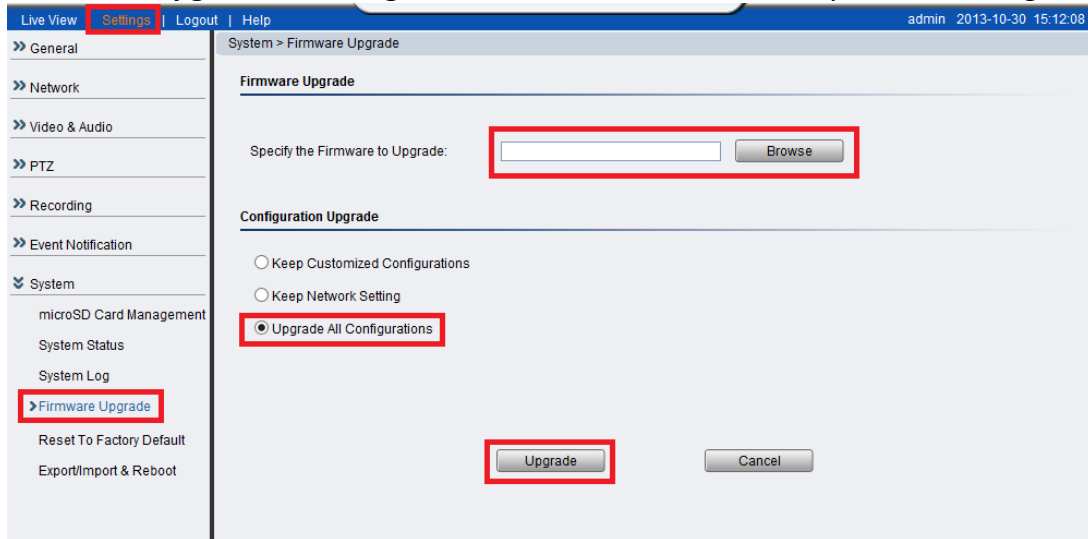 Live View | Settings | Logout | Help admin 2013-10-30 15:12:08
General
System > Firmware Upgrade
Network
Firmware Upgrade
Video & Audio
Specify the Firmware to Upgrade: Browse
PTZ
Recording
Configuration Upgrade
Event Notification
Keep Customized Configurations
System
Keep Network Setting
microSD Card Management
Upgrade All Configurations
System Status
System Log
Firmware Upgrade
Reset To Factory Default
Upgrade Cancel
Export/Import & Reboot